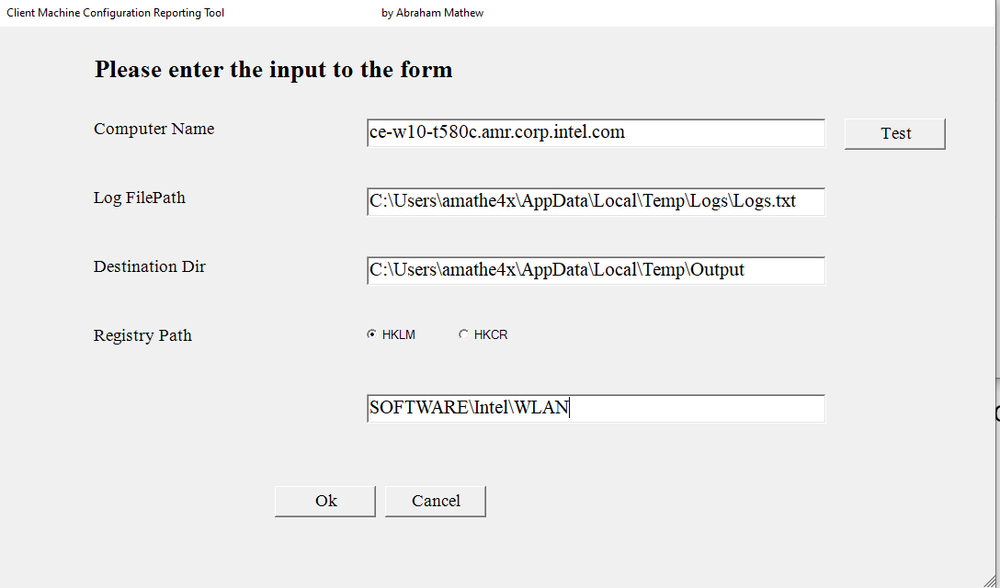 Client Machine Configuration Reporting Tool by Abraham Mathew
Please enter the input to the form
Computer Name ce-w10-t580c.amr.corp.intel.com Test
Log FilePath C:\Users\amathe4x\AppData\Local\Temp\Logs\Logs.txt
Destination Dir C:\Users\amathe4x\AppData\Local\Temp\Output
Registry Path HKLM HKCR
SOFTWARE\Intel\WLAN
Ok Cancel